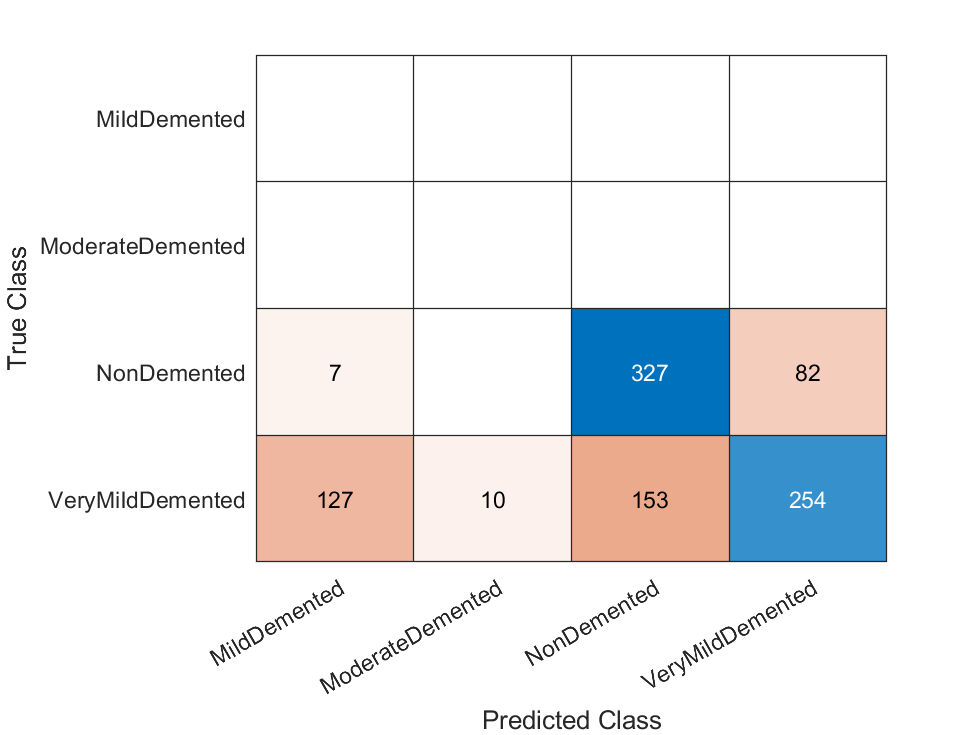 True Class
MildDemented
ModerateDemented
NonDemented
7
327
82
VeryMildDemented
127
10
153
254
MildDemented
ModerateDemented
NonDemented
VeryMildDemented
Predicted Class